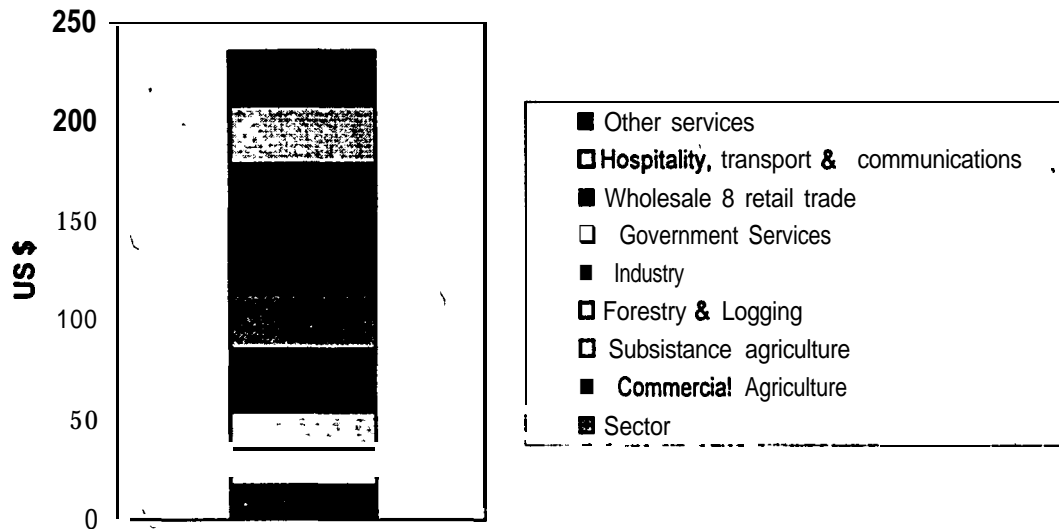 250
200
150
100
50
0
US $
Other services
Hospitality, transport & communications
Wholesale 8 retail trade
Government Services
Industry
Forestry & Logging
Subsistance agriculture
Commercial Agriculture
Sector